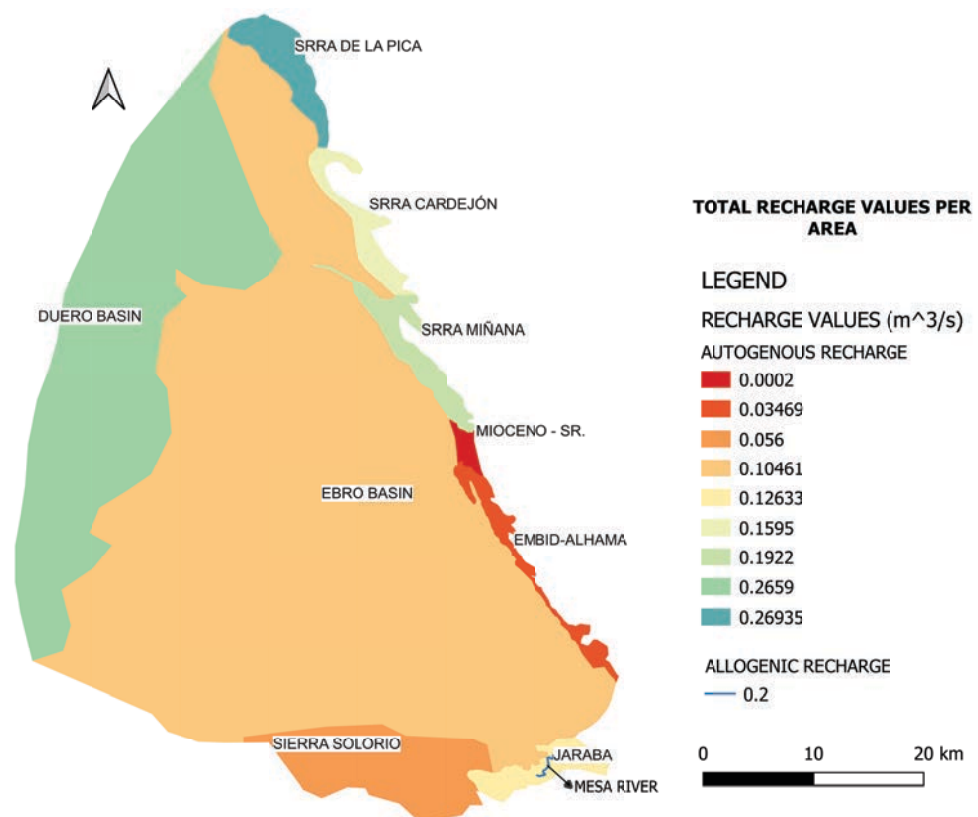 SRRA DE LA PICA
SRRA CARDEJÓN
DUERO BASIN
SRRA MIÑANA
MIOCENO - SR.
EBRO BASIN
EMBID-ALHAMA
SIERRA SOLORIO
JARABA
MESA RIVER
TOTAL RECHARGE VALUES PER
AREA
LEGEND
RECHARGE VALUES (m^3/s)
AUTOGENOUS RECHARGE
0.0002
0.03469
0.056
0.10461
0.12633
0.1595
0.1922
0.2659
0.26935
ALLOGENIC RECHARGE
0.2
0 10 20 km